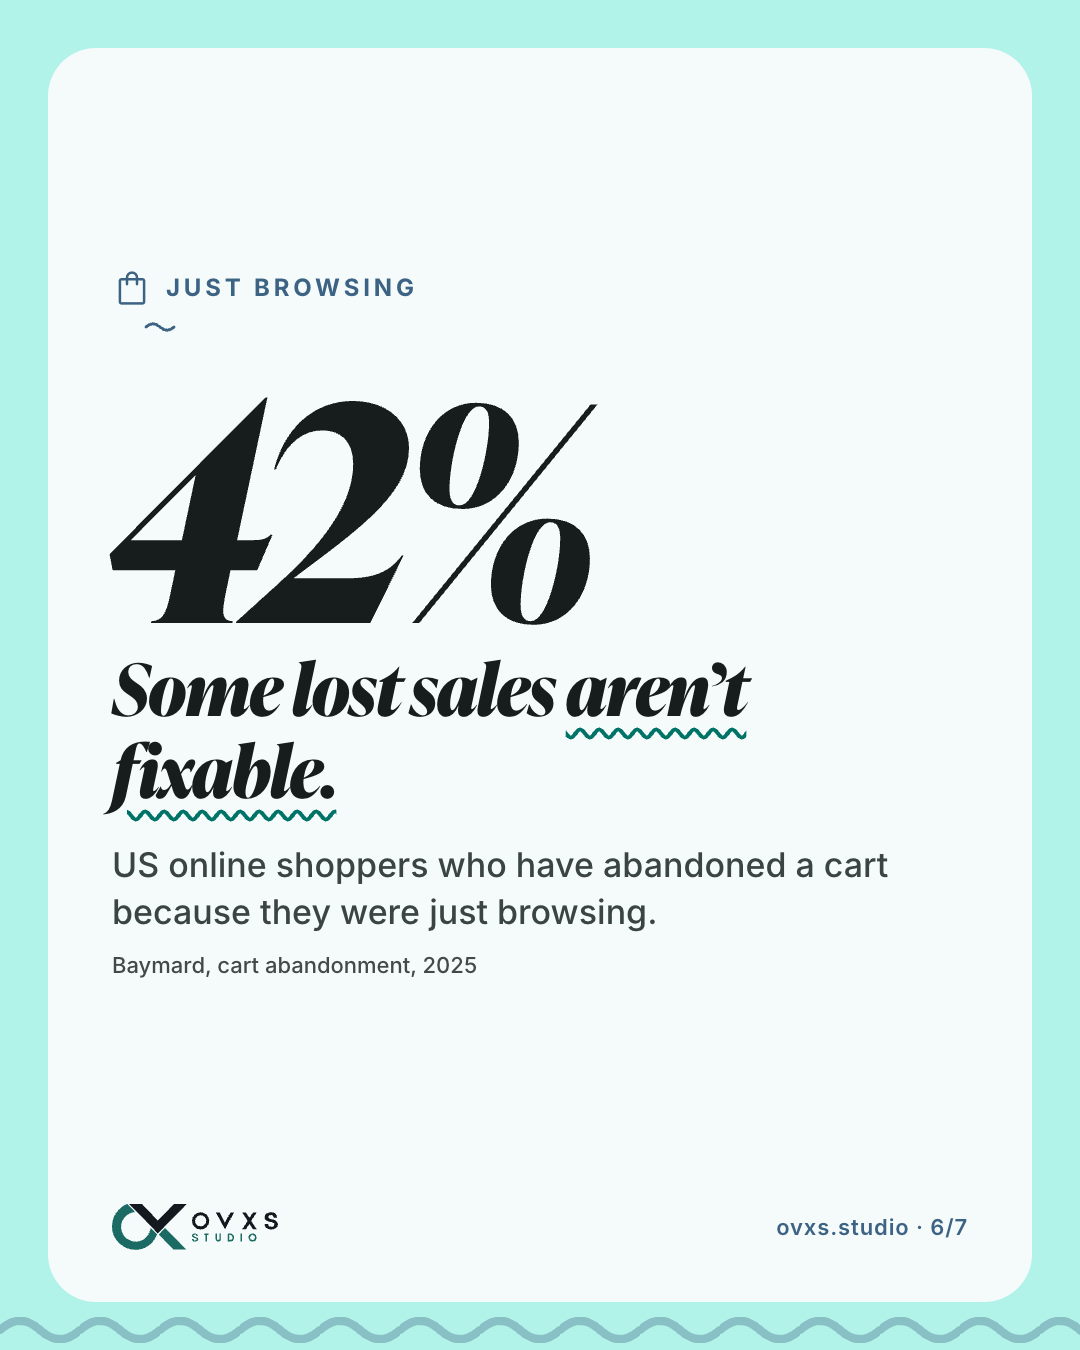 JUST BROWSING
42%
Some lost sales aren’t
fixable.
US online shoppers who have abandoned a cart
because they were just browsing.
Baymard, cart abandonment, 2025
OVXS
STUDIO
ovxs.studio · 6/7